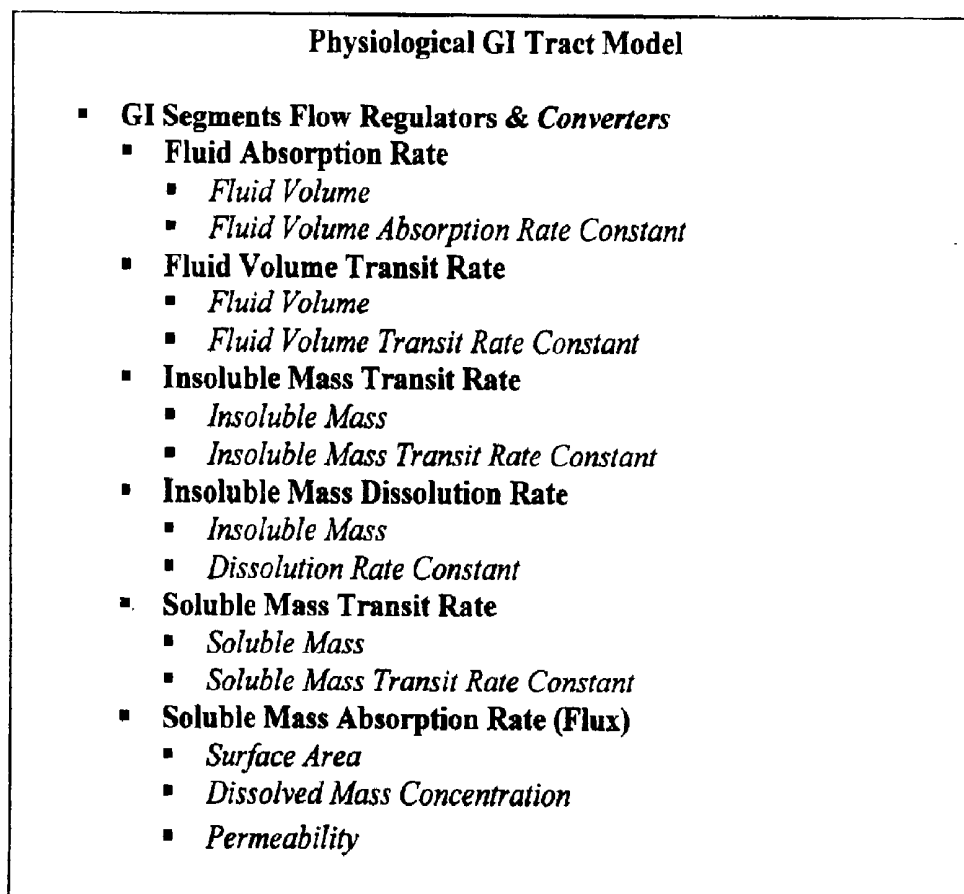 Physiological GI Tract Model
▪ GI Segments Flow Regulators & Converters
▪ Fluid Absorption Rate
▪ Fluid Volume
▪ Fluid Volume Absorption Rate Constant
▪ Fluid Volume Transit Rate
▪ Fluid Volume
▪ Fluid Volume Transit Rate Constant
▪ Insoluble Mass Transit Rate
▪ Insoluble Mass
▪ Insoluble Mass Transit Rate Constant
▪ Insoluble Mass Dissolution Rate
▪ Insoluble Mass
▪ Dissolution Rate Constant
▪ Soluble Mass Transit Rate
▪ Soluble Mass
▪ Soluble Mass Transit Rate Constant
▪ Soluble Mass Absorption Rate (Flux)
▪ Surface Area
▪ Dissolved Mass Concentration
▪ Permeability